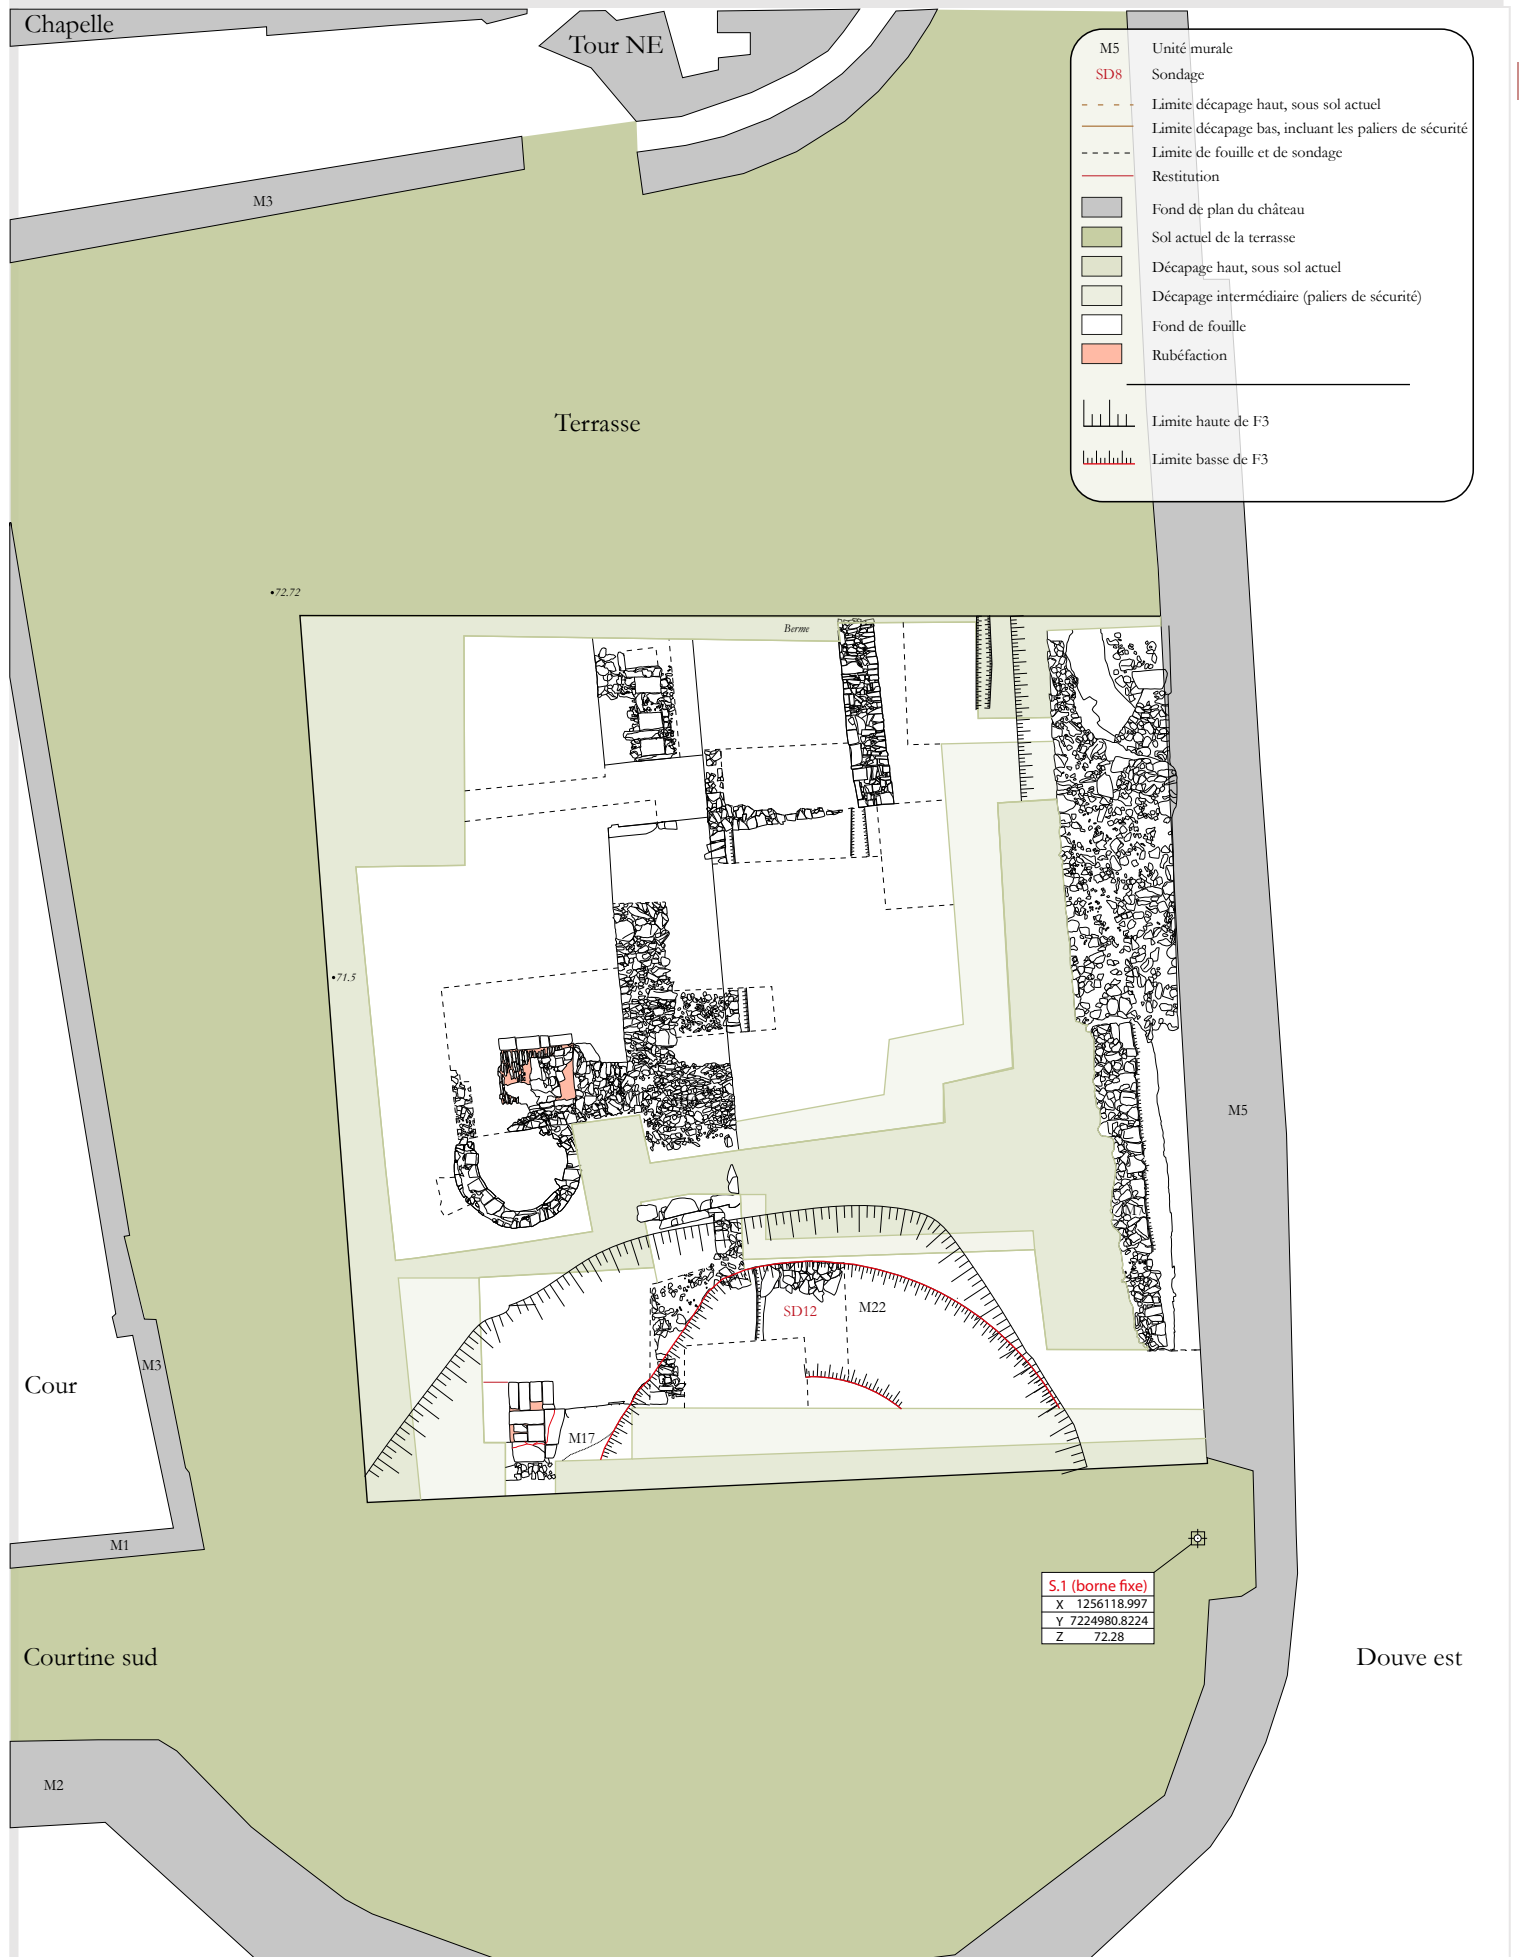 Chapelle
Tour NE
M5 Unité murale
SD8 Sondage
Limite décapage haut, sous sol actuel
Limite décapage bas, incluant les paliers de sécurité
Limite de fouille et de sondage
Restitution
Fond de plan du château
Sol actuel de la terrasse
Décapage haut, sous sol actuel
Décapage intermédiaire (paliers de sécurité)
Fond de fouille
Rubéfaction
Limite haute de F3
Limite basse de F3
M3
Terrasse
•72.72
Berme
•71.5
M5
SD12
M22
M3
Cour
M17
M1
S.1 (borne fixe)
X 1256118.997
Y 7224980.8224
Z 72.28
Courtine sud
Douve est
M2